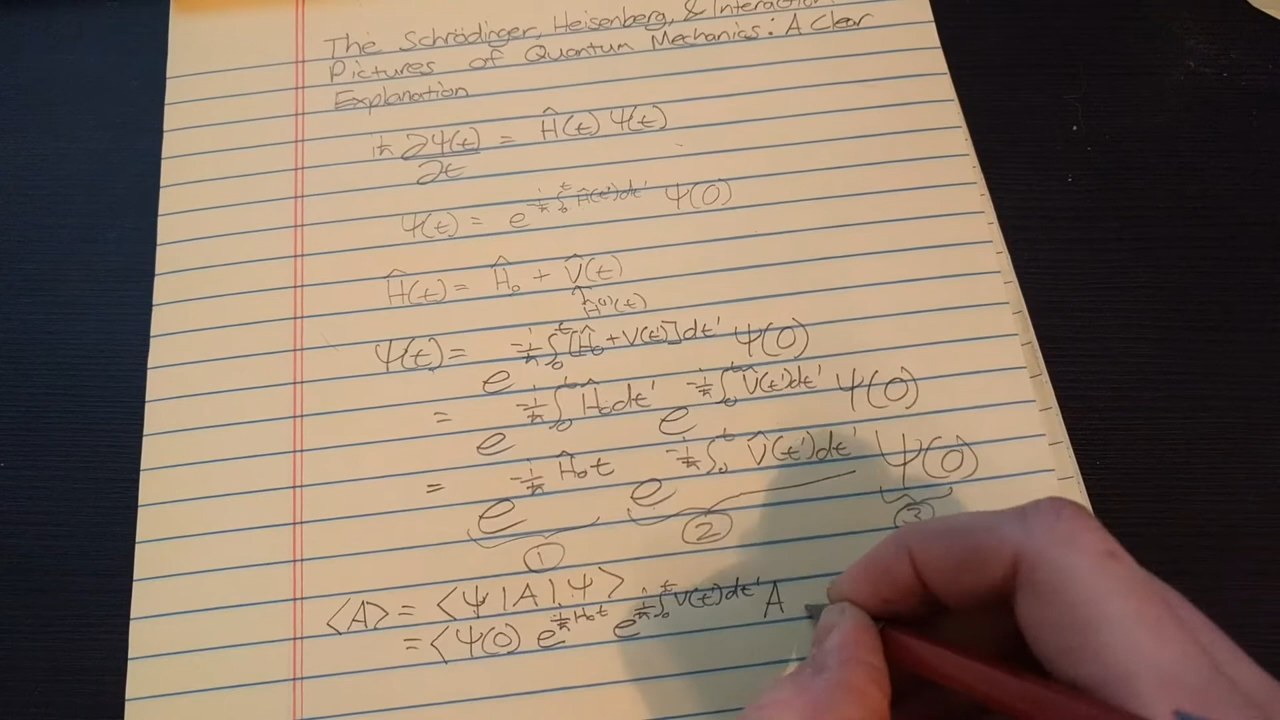 The Schrödinger, Heisenberg, & Interaction
Pictures of Quantum Mechanics: A Clear
Explanation
iħ ∂Ψ(t)/∂t = Ĥ(t) Ψ(t)
Ψ(t) = e^{-i/ħ ∫₀ᵗ Ĥ(t')dt'} Ψ(0)
Ĥ(t) = Ĥ₀ + V̂(t)
↑ Ĥ⁽¹⁾(t)
Ψ(t) = e^{-i/ħ ∫₀ᵗ [Ĥ₀ + V(t')]dt'} Ψ(0)
= e^{-i/ħ ∫₀ᵗ Ĥ₀dt'} e^{-i/ħ ∫₀ᵗ V̂(t')dt'} Ψ(0)
= e^{-i/ħ Ĥ₀t} e^{-i/ħ ∫₀ᵗ V̂(t')dt'} Ψ(0)
① ② ③
⟨A⟩ = ⟨Ψ|A|Ψ⟩
= ⟨Ψ(0) e^{i/ħ H₀t} e^{i/ħ ∫₀ᵗ V(t')dt'} A